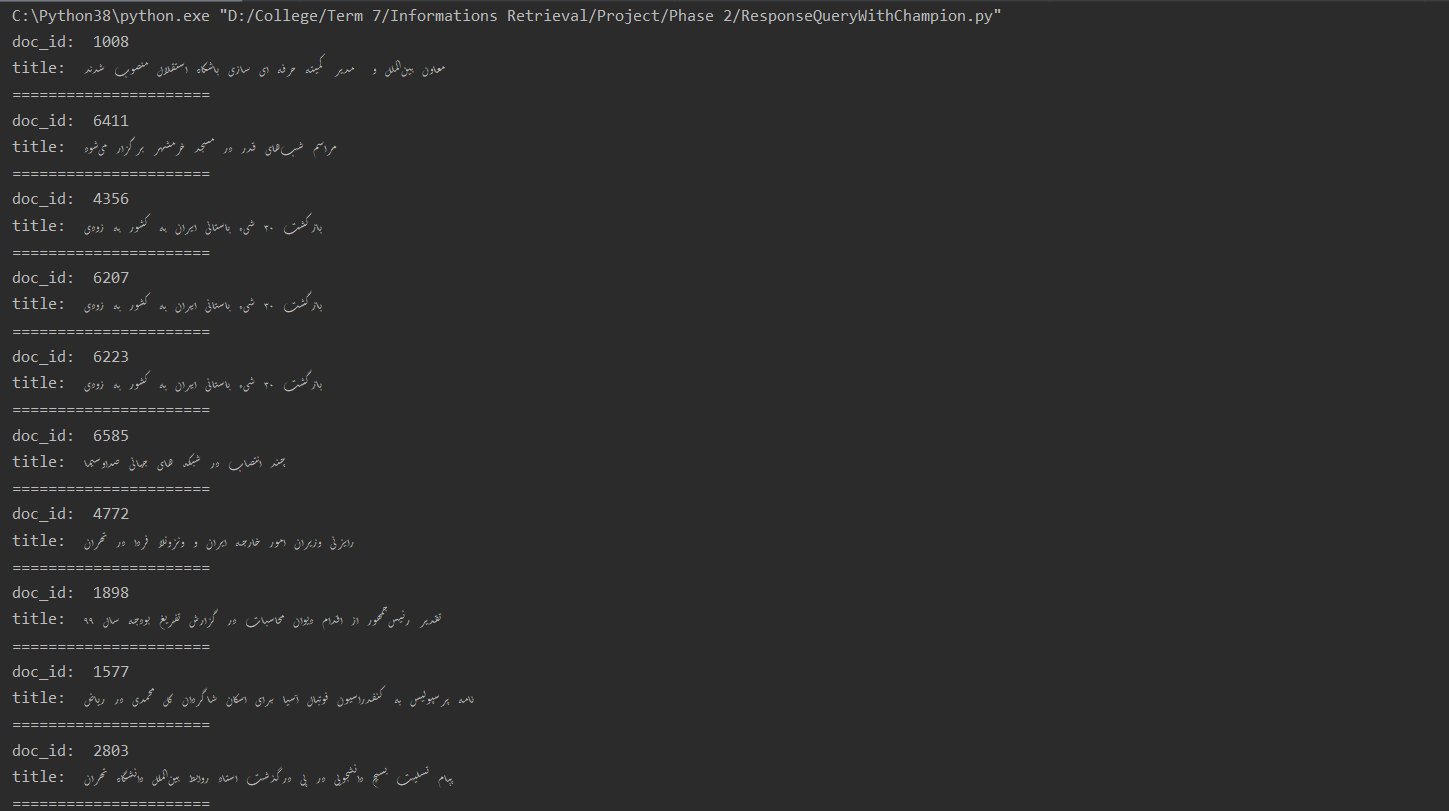 C:\Python38\python.exe "D:/College/Term 7/Informations Retrieval/Project/Phase 2/ResponseQueryWithChampion.py"
doc_id:  1008
title:  معاون بین‌الملل و  مدیر کمیته حرفه ای سازی باشگاه استقلال منصوب شدند
======================
doc_id:  6411
title:  مراسم شب‌های قدر در مسجد خرمشهر برگزار می‌شود
======================
doc_id:  4356
title:  بازگشت ۳۰ شیء باستانی ایران به کشور به زودی
======================
doc_id:  6207
title:  بازگشت ۳۰ شیء باستانی ایران به کشور به زودی
======================
doc_id:  6223
title:  بازگشت ۳۰ شیء باستانی ایران به کشور به زودی
======================
doc_id:  6585
title:  چند انتصاب در شبکه های جهانی صداوسیما
======================
doc_id:  4772
title:  رایزنی وزیران امور خارجه ایران و ونزوئلا فردا در تهران
======================
doc_id:  1898
title:  تقدیر رئیس‌جمهور از اقدام دیوان محاسبات در گزارش تفریغ بودجه سال ۹۹
======================
doc_id:  1577
title:  نامه پرسپولیس به کنفدراسیون فوتبال آسیا برای اسکان شاگردان گل محمدی در ریاض
======================
doc_id:  2803
title:  پیام تسلیت بسیج دانشجویی در پی درگذشت استاد روابط بین‌الملل دانشگاه تهران
======================